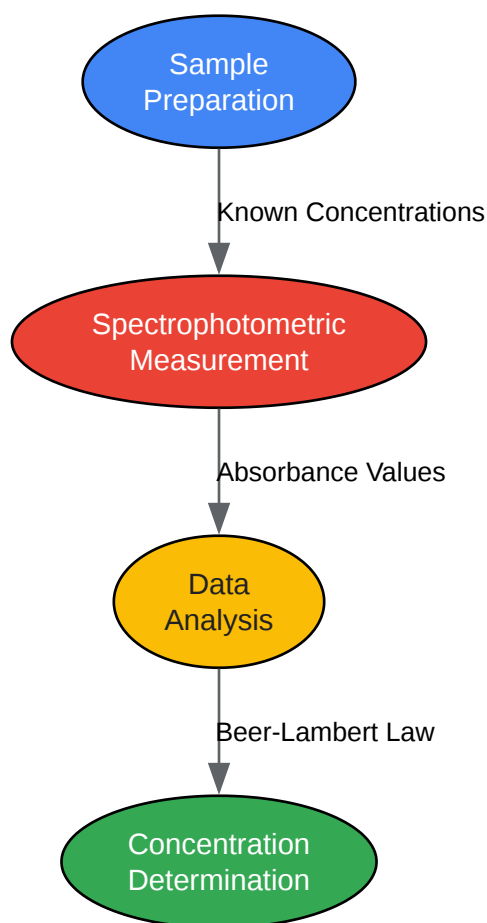 Sample
Preparation
Known Concentrations
Spectrophotometric
Measurement
Absorbance Values
Data
Analysis
Beer-Lambert Law
Concentration
Determination